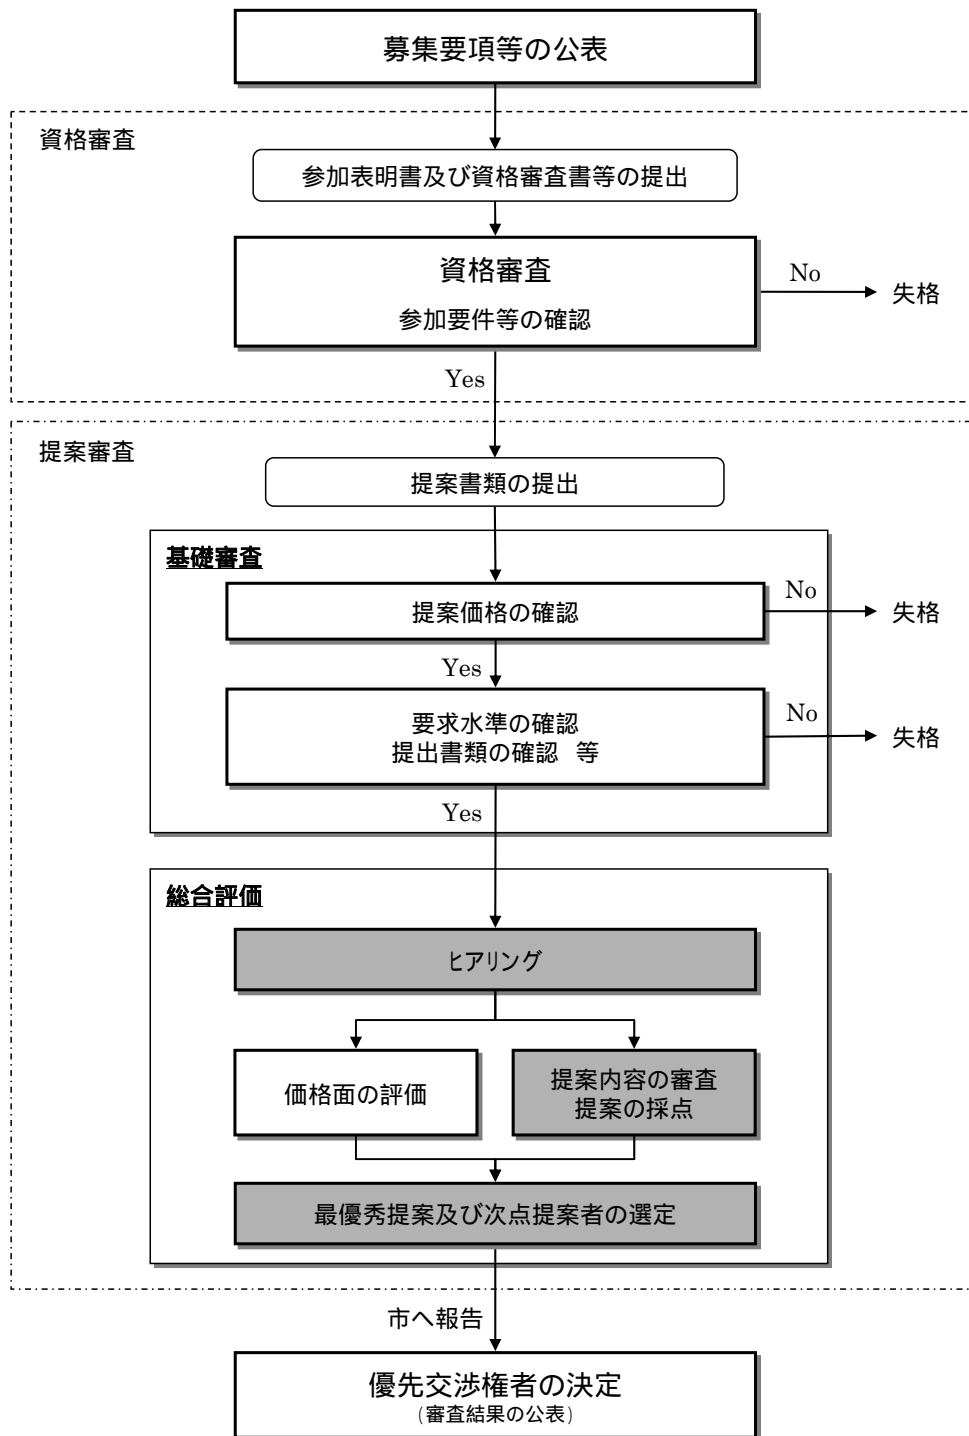 募集要項等の公表
資格審査
参加表明書及び資格審査書等の提出
資格審査
参加要件等の確認
No
失格
Yes
提案審査
提案書類の提出
基礎審査
提案価格の確認
No
失格
Yes
要求水準の確認
提出書類の確認 等
No
失格
Yes
総合評価
ヒアリング
価格面の評価
提案内容の審査
提案の採点
最優秀提案及び次点提案者の選定
市へ報告
優先交渉権者の決定
(審査結果の公表)